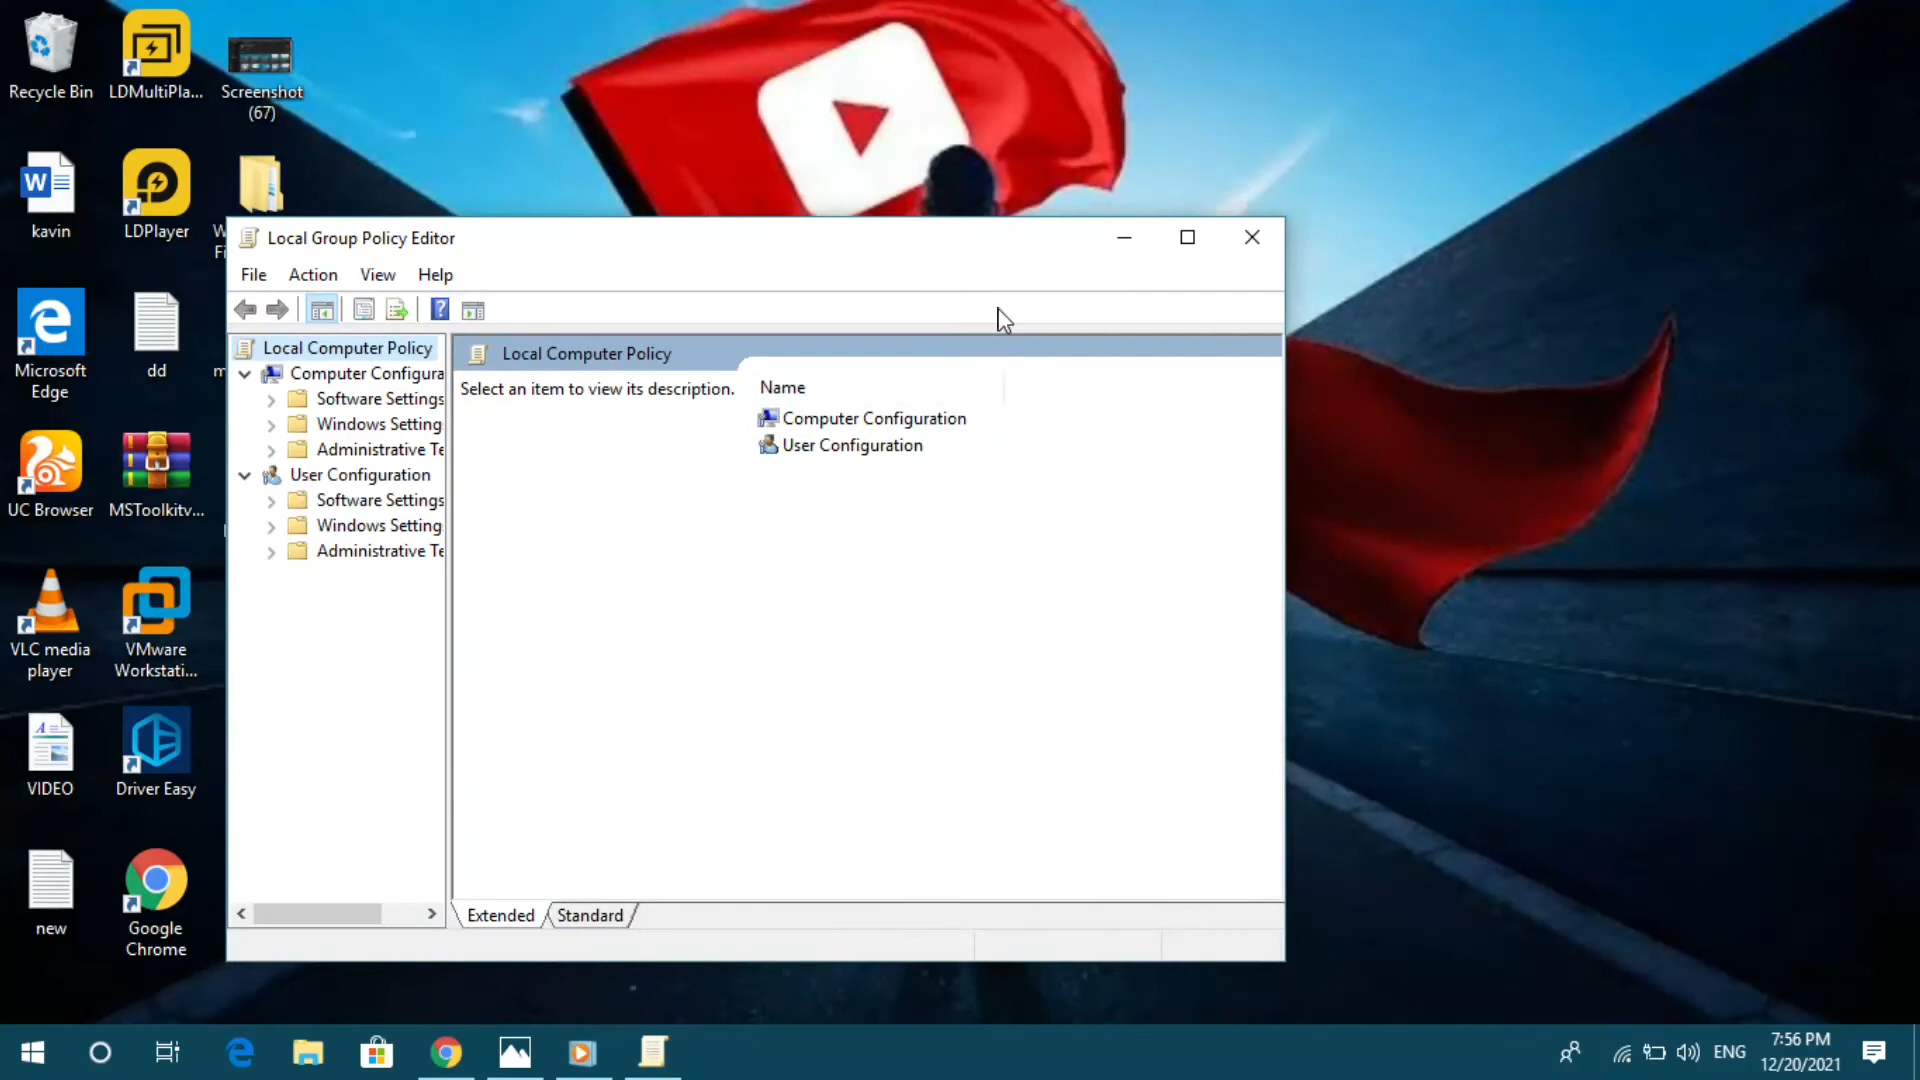 Recycle Bin
LDMultiPla...
Screenshot
(67)
kavin
LDPlayer
Microsoft
Edge
dd
UC Browser
MSToolkitv...
VLC media
player
VMware
Workstati...
VIDEO
Driver Easy
new
Google
Chrome
Local Group Policy Editor
File
Action
View
Help
Local Computer Policy
Computer Configura
Software Settings
Windows Setting
Administrative Te
User Configuration
Software Settings
Windows Setting
Administrative Te
Local Computer Policy
Select an item to view its description.
Name
Computer Configuration
User Configuration
Extended
Standard
ENG
7:56 PM
12/20/2021